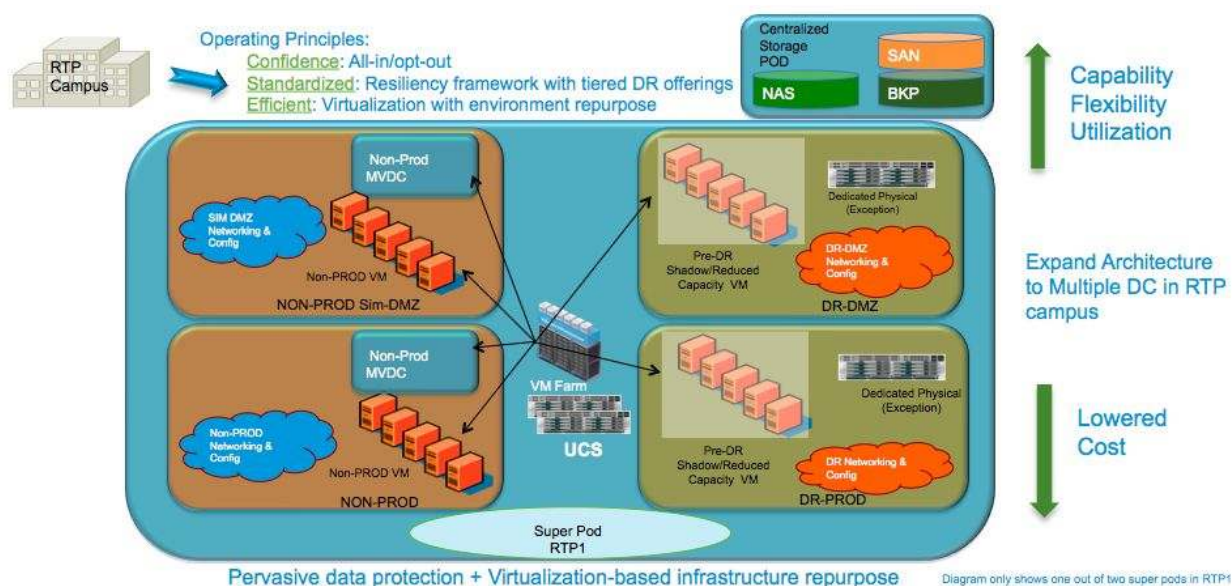 RTP
Campus
Operating Principles:
Confidence: All-in/opt-out
Standardized: Resiliency framework with tiered DR offerings
Efficient: Virtualization with environment repurpose
Centralized
Storage
POD
SAN
NAS
BKP
Capability
Flexibility
Utilization
Non-Prod
MVDC
SIM DMZ
Networking &
Config
Non-PROD VM
NON-PROD Sim-DMZ
Pre-DR
Shadow/Reduced
Capacity VM
Dedicated Physical
(Exception)
DR-DMZ
Networking &
Config
DR-DMZ
Expand Architecture
to Multiple DC in RTP
campus
Non-Prod
MVDC
Non-PROD
Networking &
Config
Non-PROD VM
NON-PROD
VM Farm
UCS
Pre-DR
Shadow/Reduced
Capacity VM
Dedicated Physical
(Exception)
DR Networking &
Config
DR-PROD
Lowered
Cost
Super Pod
RTP1
Pervasive data protection + Virtualization-based infrastructure repurpose
Diagram only shows one out of two super pods in RTP